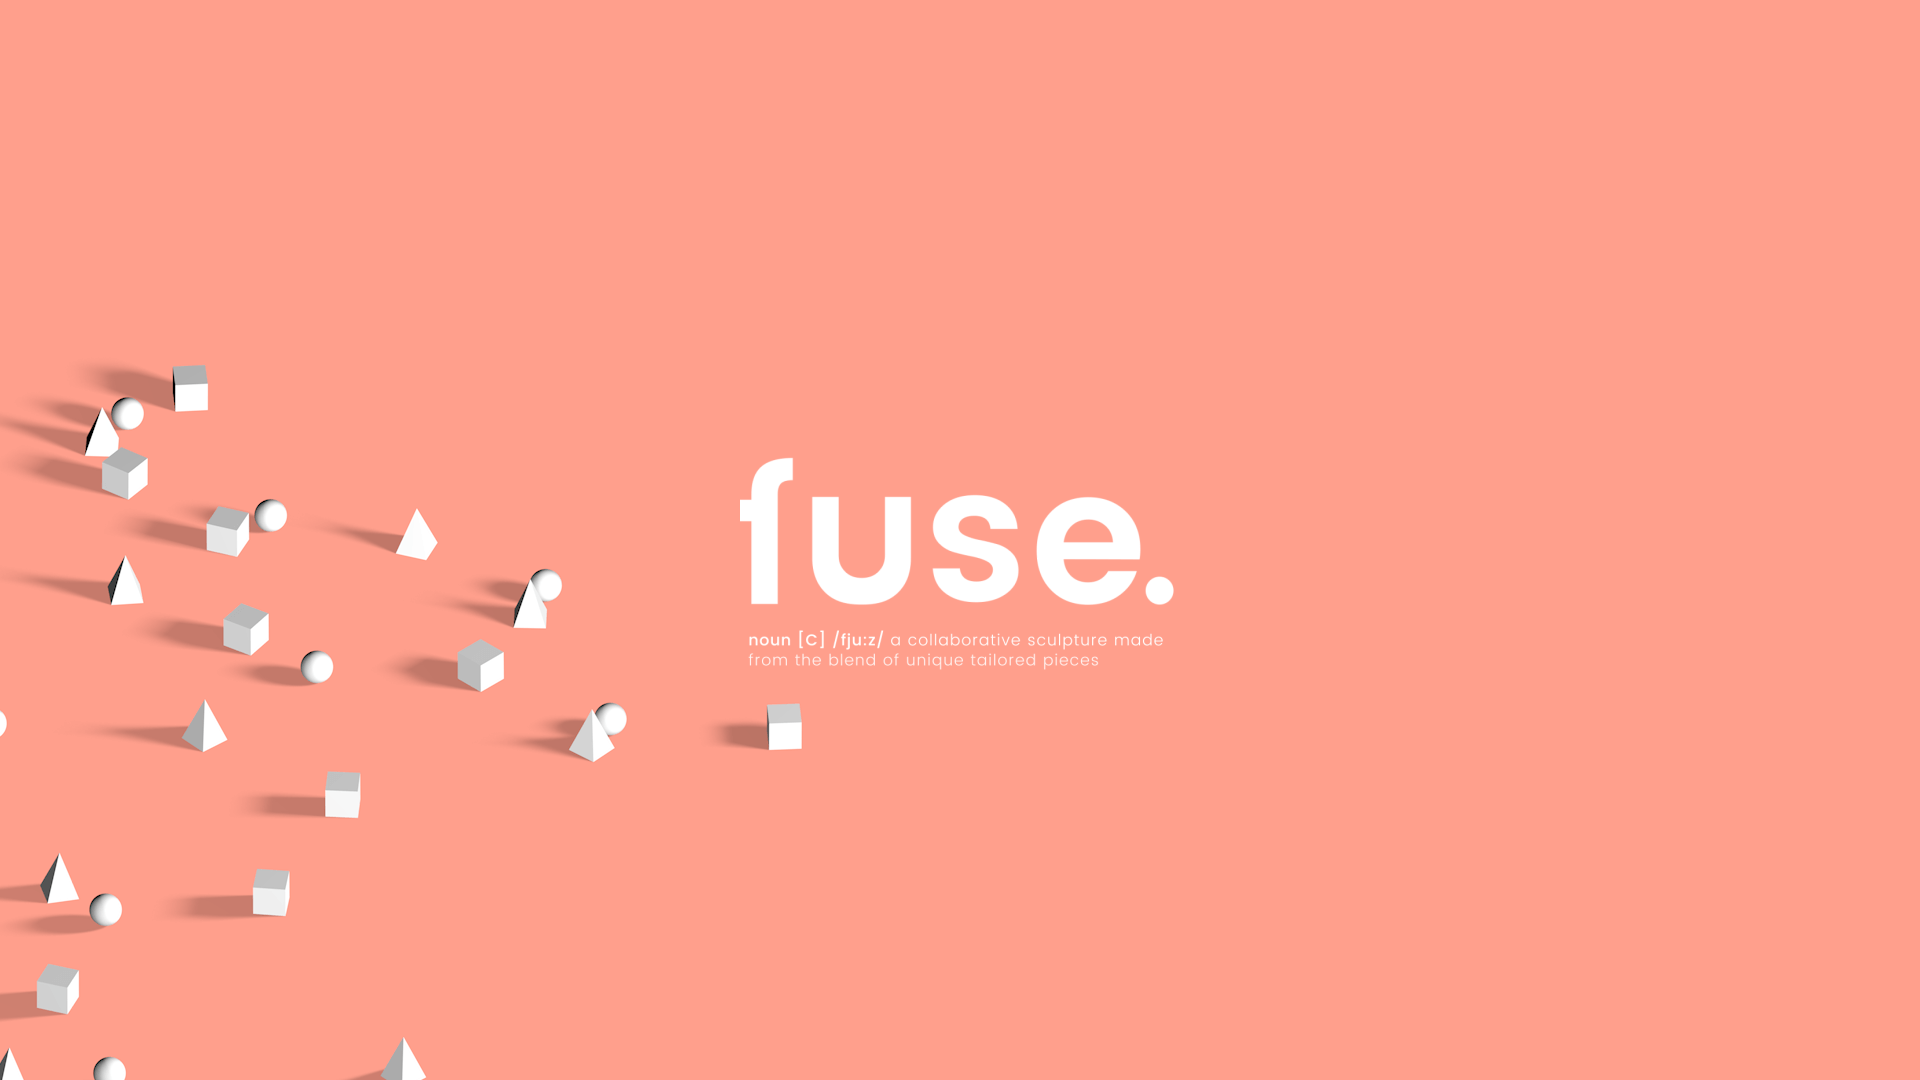 fuse.
noun [C] /fju:z/ a collaborative sculpture made
from the blend of unique tailored pieces